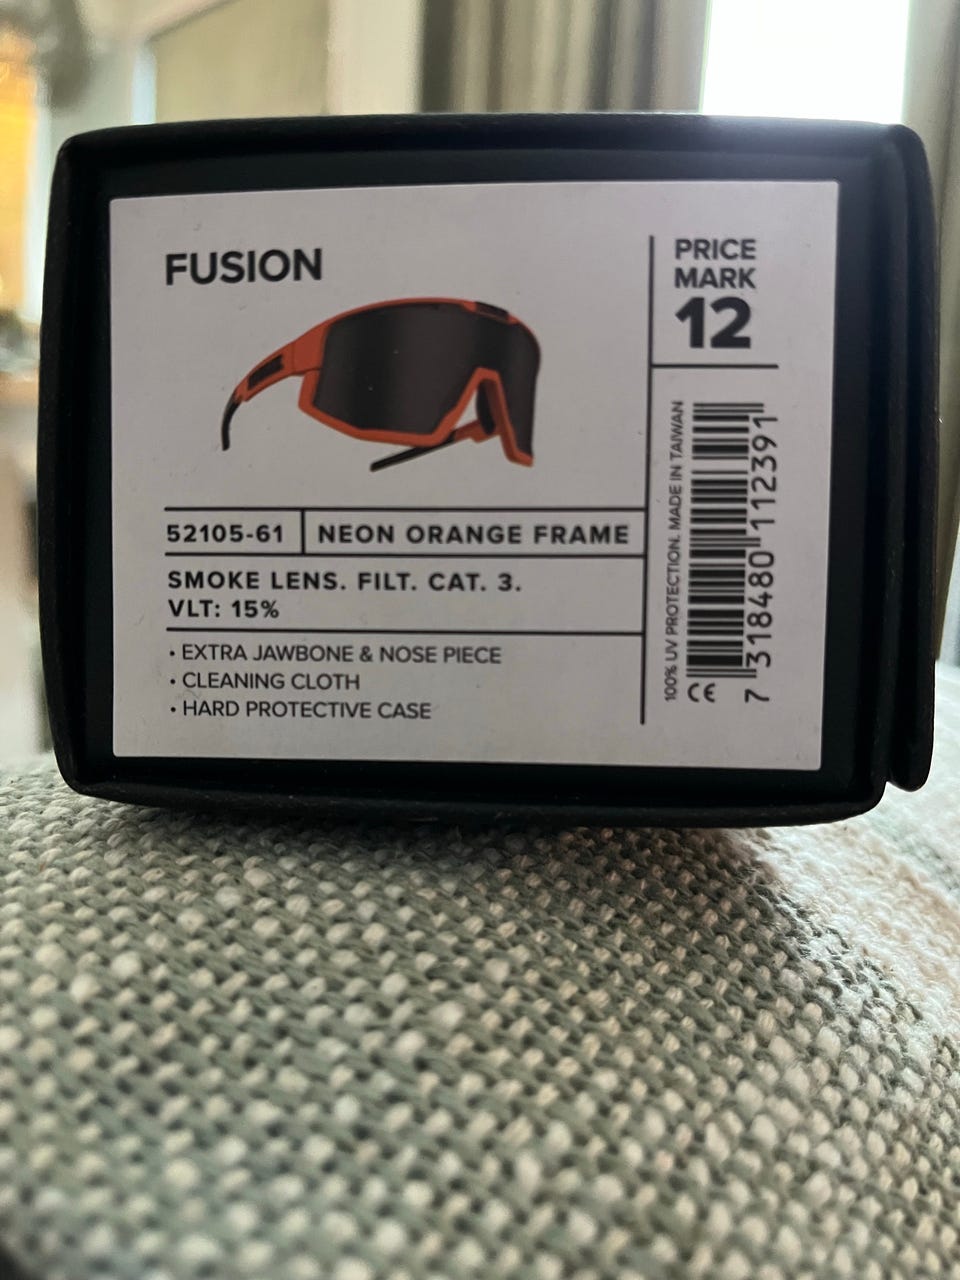 FUSION
PRICE
MARK
12
52105-61 NEON ORANGE FRAME
SMOKE LENS. FILT. CAT. 3.
VLT: 15%
• EXTRA JAWBONE & NOSE PIECE
• CLEANING CLOTH
• HARD PROTECTIVE CASE
100% UV PROTECTION. MADE IN TAIWAN
CE
7 318480 112391